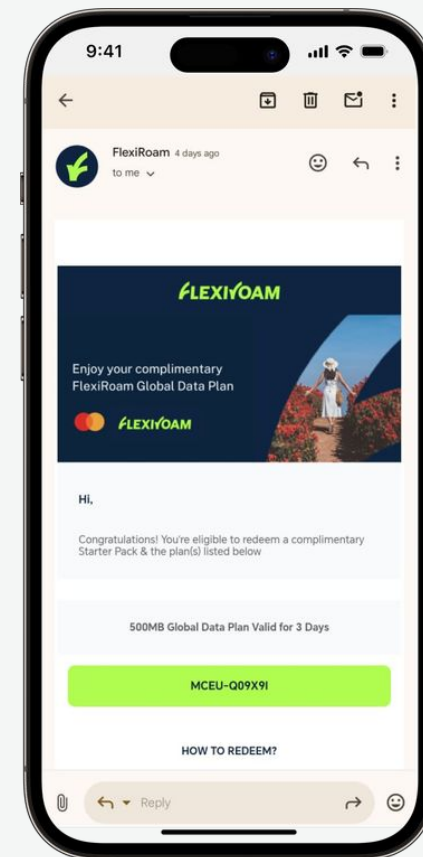 9:41
FlexiRoam 4 days ago
to me
FLEXIROAM
Enjoy your complimentary
FlexiRoam Global Data Plan
FLEXIROAM
Hi,
Congratulations! You're eligible to redeem a complimentary
Starter Pack & the plan(s) listed below
500MB Global Data Plan Valid for 3 Days
MCEU-Q09X9I
HOW TO REDEEM?
Reply